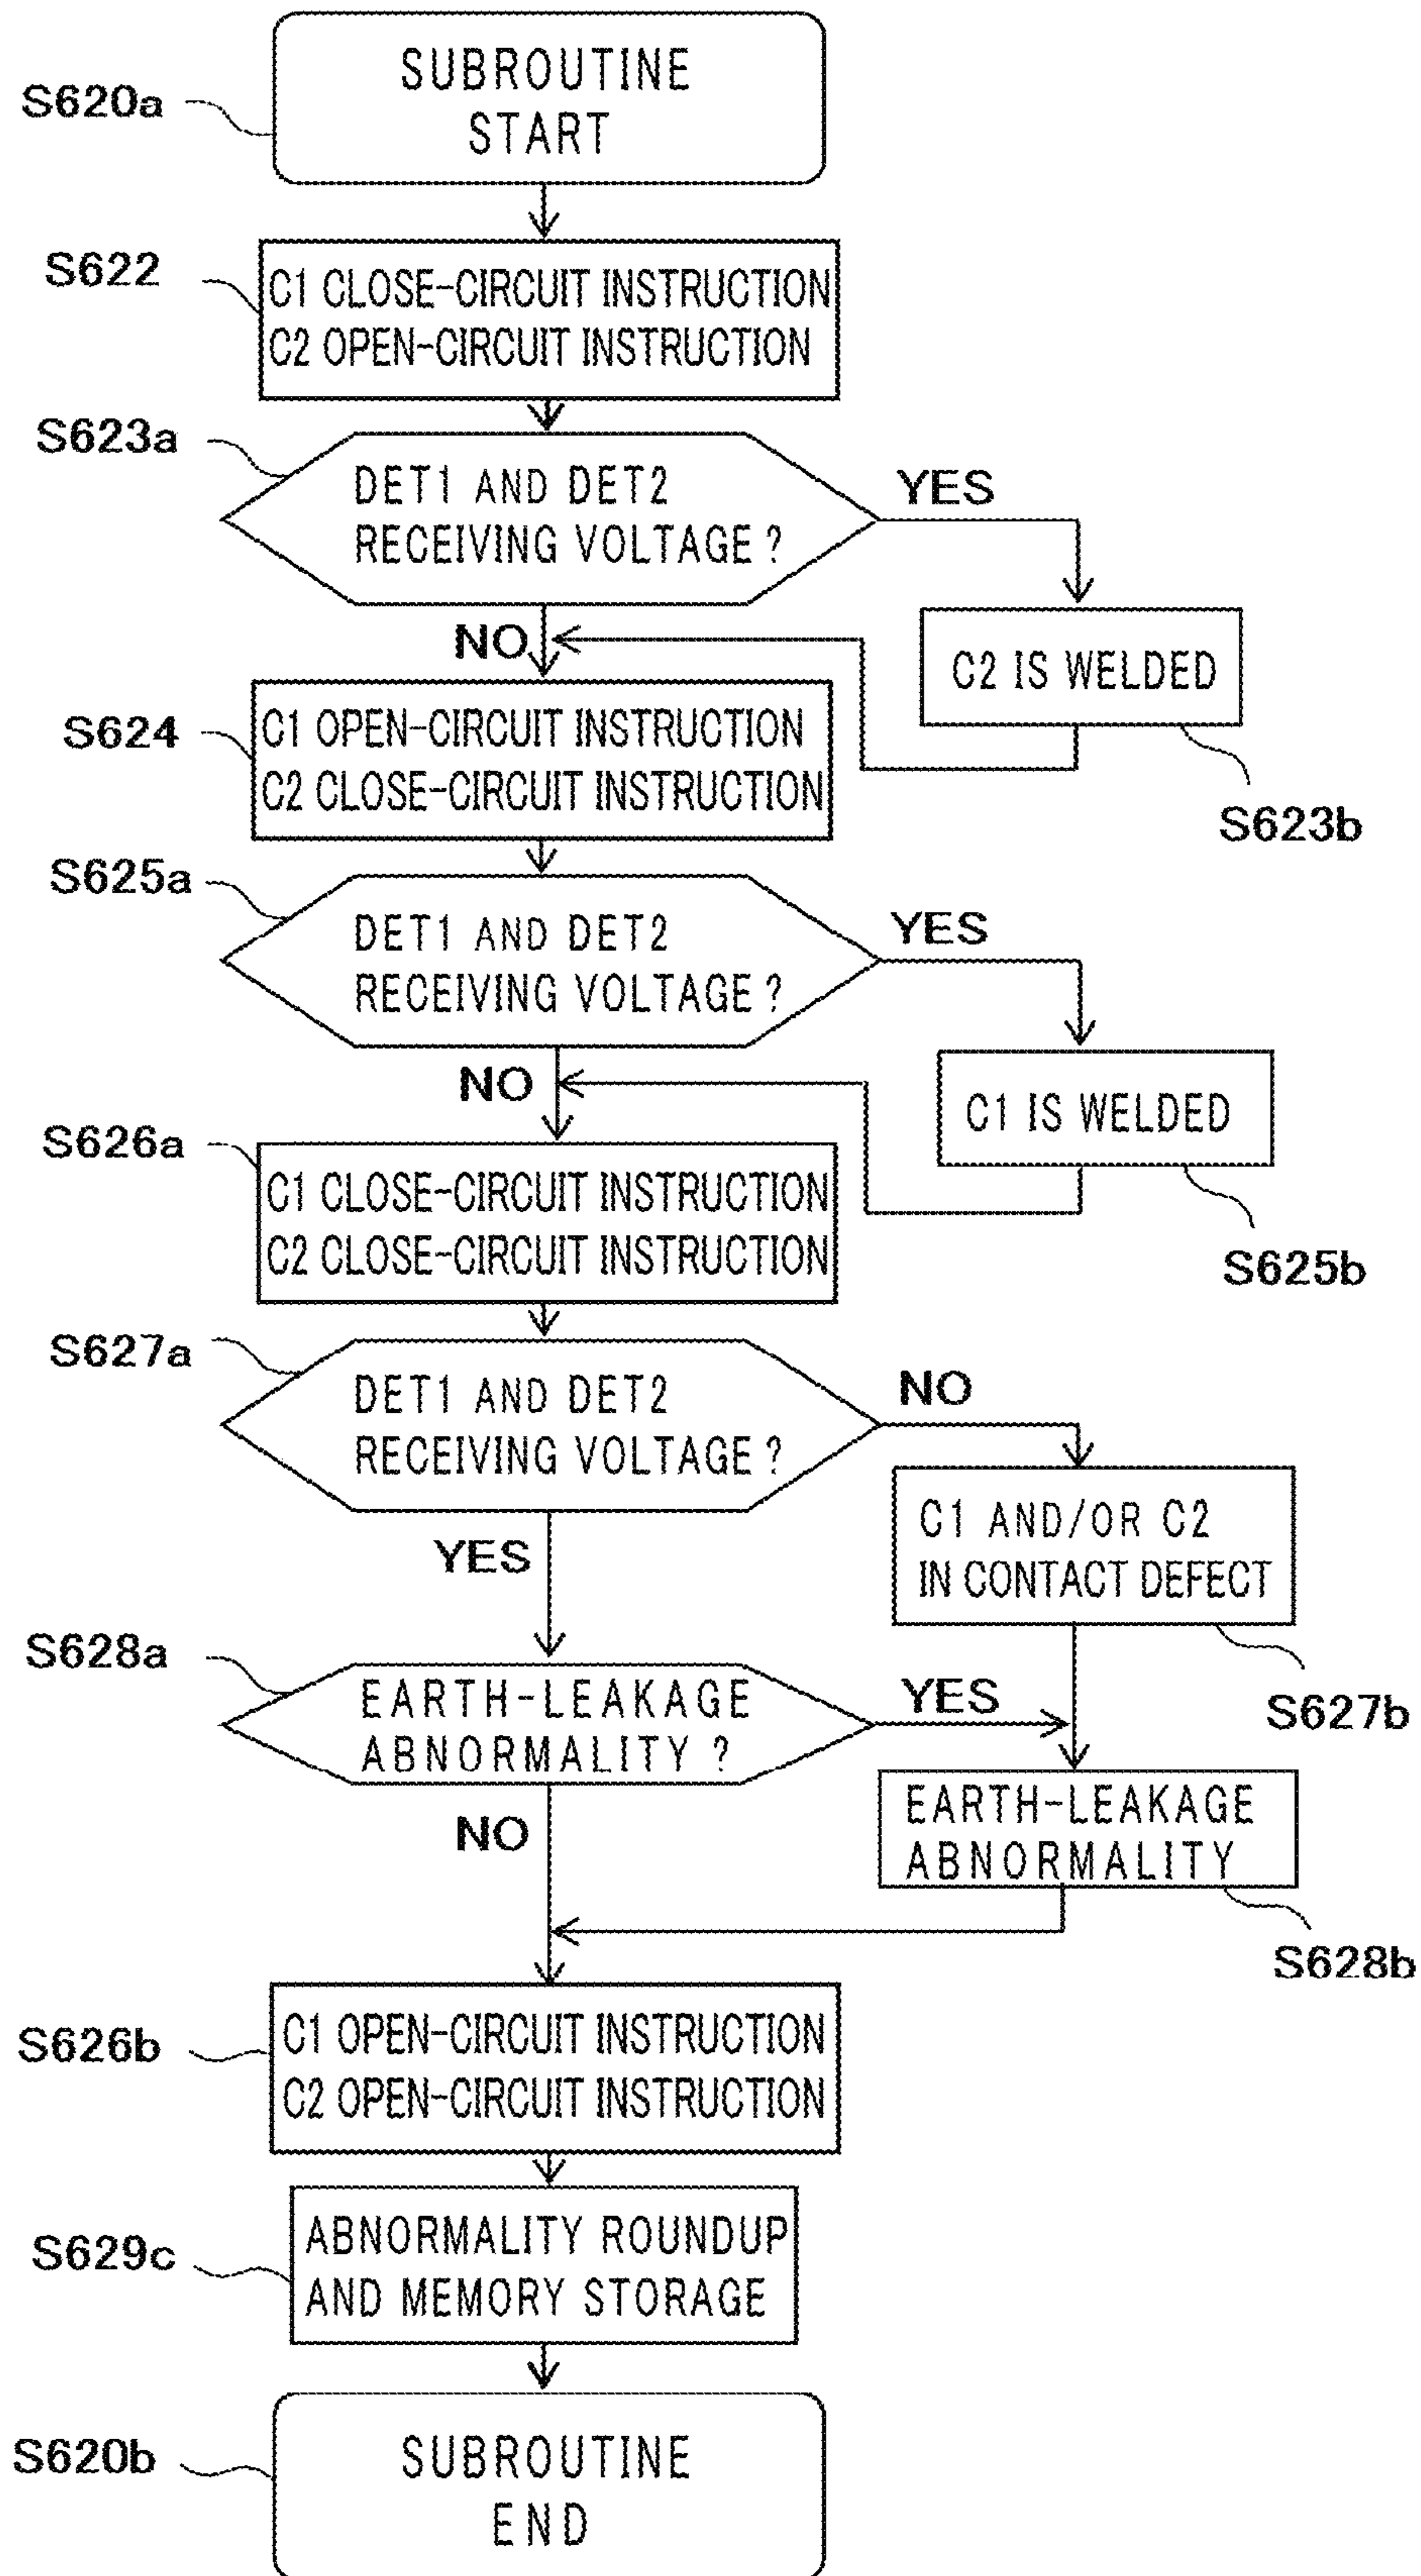 S620a
SUBROUTINE
START
S622
C1 CLOSE-CIRCUIT INSTRUCTION
C2 OPEN-CIRCUIT INSTRUCTION
S623a
DET1 AND DET2
RECEIVING VOLTAGE ?
YES
NO
C2 IS WELDED
S623b
S624
C1 OPEN-CIRCUIT INSTRUCTION
C2 CLOSE-CIRCUIT INSTRUCTION
S625a
DET1 AND DET2
RECEIVING VOLTAGE ?
YES
NO
C1 IS WELDED
S625b
S626a
C1 CLOSE-CIRCUIT INSTRUCTION
C2 CLOSE-CIRCUIT INSTRUCTION
S627a
DET1 AND DET2
RECEIVING VOLTAGE ?
NO
YES
C1 AND/OR C2
IN CONTACT DEFECT
S627b
S628a
EARTH-LEAKAGE
ABNORMALITY ?
YES
NO
EARTH-LEAKAGE
ABNORMALITY
S628b
S626b
C1 OPEN-CIRCUIT INSTRUCTION
C2 OPEN-CIRCUIT INSTRUCTION
S629c
ABNORMALITY ROUNDUP
AND MEMORY STORAGE
S620b
SUBROUTINE
END